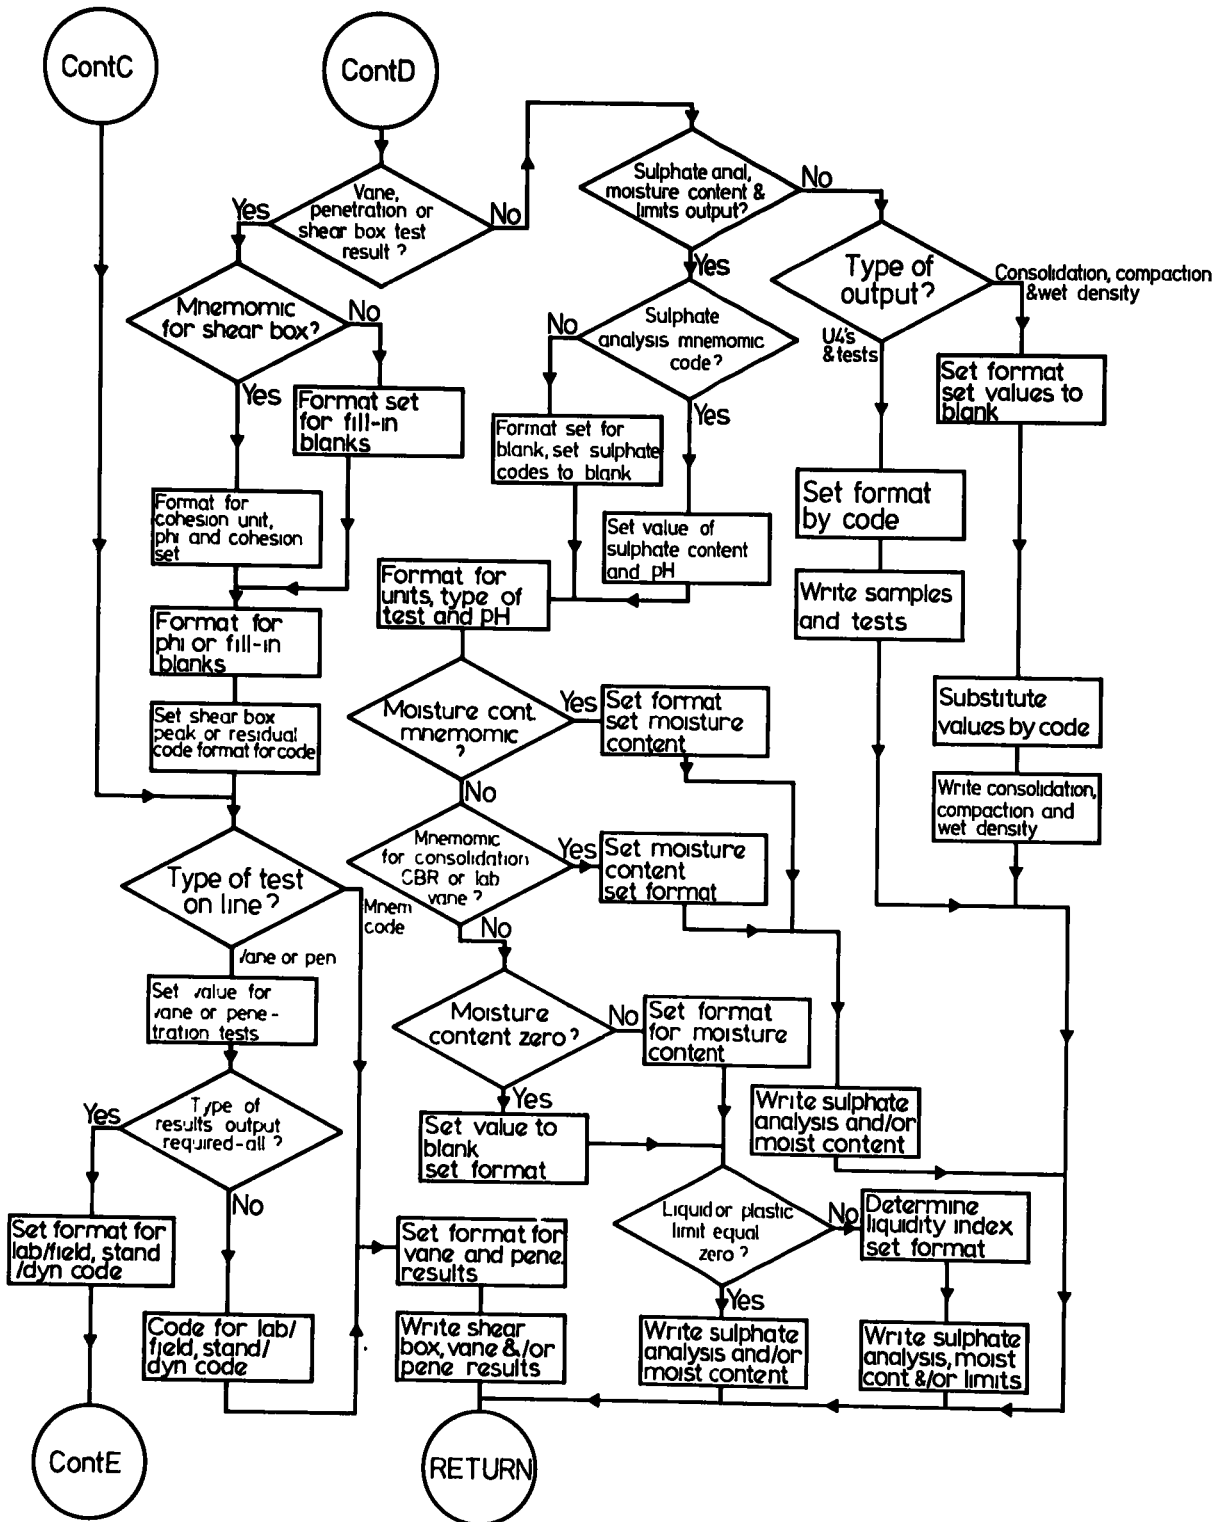 ContC
ContD
Vane,
penetration or
shear box test
result ?
Yes
No
Sulphate anal,
moisture content &
limits output?
No
Yes
Type of
output?
Consolidation, compaction
&wet density
U4's
& tests
Mnemomic
for shear box?
No
Yes
Sulphate
analysis mnemomic
code?
No
Yes
Set format
set values to
blank
Format set
for fill-in
blanks
Format set for
blank, set sulphate
codes to blank
Set format
by code
Format for
cohesion unit,
phi and cohesion
set
Set value of
sulphate content
and pH
Format for
units, type of
test and pH
Write samples
and tests
Format for
phi or fill-in
blanks
Set shear box
peak or residual
code format for code
Moisture cont.
mnemomic
?
Yes
No
Set format
set moisture
content
Substitute
values by code
Write consolidation,
compaction and
wet density
Mnemomic
for consolidation
CBR or lab
vane ?
Yes
No
Set moisture
content
set format
Type of test
on line?
Mnem
code
Vane or pen
Set value for
vane or pene-
tration tests
Moisture
content zero?
No
Yes
Set format
for moisture
content
Type of
results output
required-all ?
Yes
No
Set value to
blank
set format
Write sulphate
analysis and/or
moist content
Liquid or plastic
limit equal
zero ?
No
Yes
Determine
liquidity index
set format
Set format for
lab/field, stand
/dyn code
Set format for
vane and pene.
results
Code for lab/
field, stand/
dyn code
Write shear
box, vane &/or
pene results
Write sulphate
analysis and/or
moist content
Write sulphate
analysis, moist
cont &/or limits
ContE
RETURN